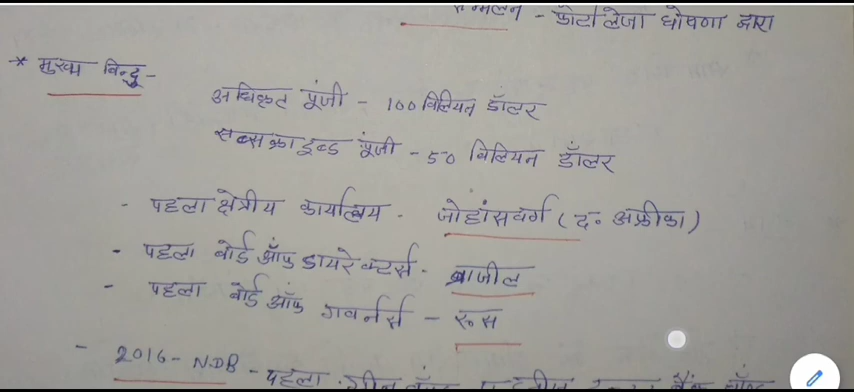 सम्मेलन - फोर्टालेजा घोषणा द्वारा
* मुख्य बिन्दु -
अधिकृत पूंजी - 100 बिलियन डॉलर
सब्सक्राइब्ड पूंजी - 50 बिलियन डॉलर
- पहला क्षेत्रीय कार्यालय - जोहांसवर्ग (द॰ अफ्रीका)
- पहला बोर्ड ऑफ डायरेक्टर्स - ब्राजील
- पहला बोर्ड ऑफ गवर्नर्स - रूस
- 2016 - NDB - पहला ग्रीन बॉण्ड